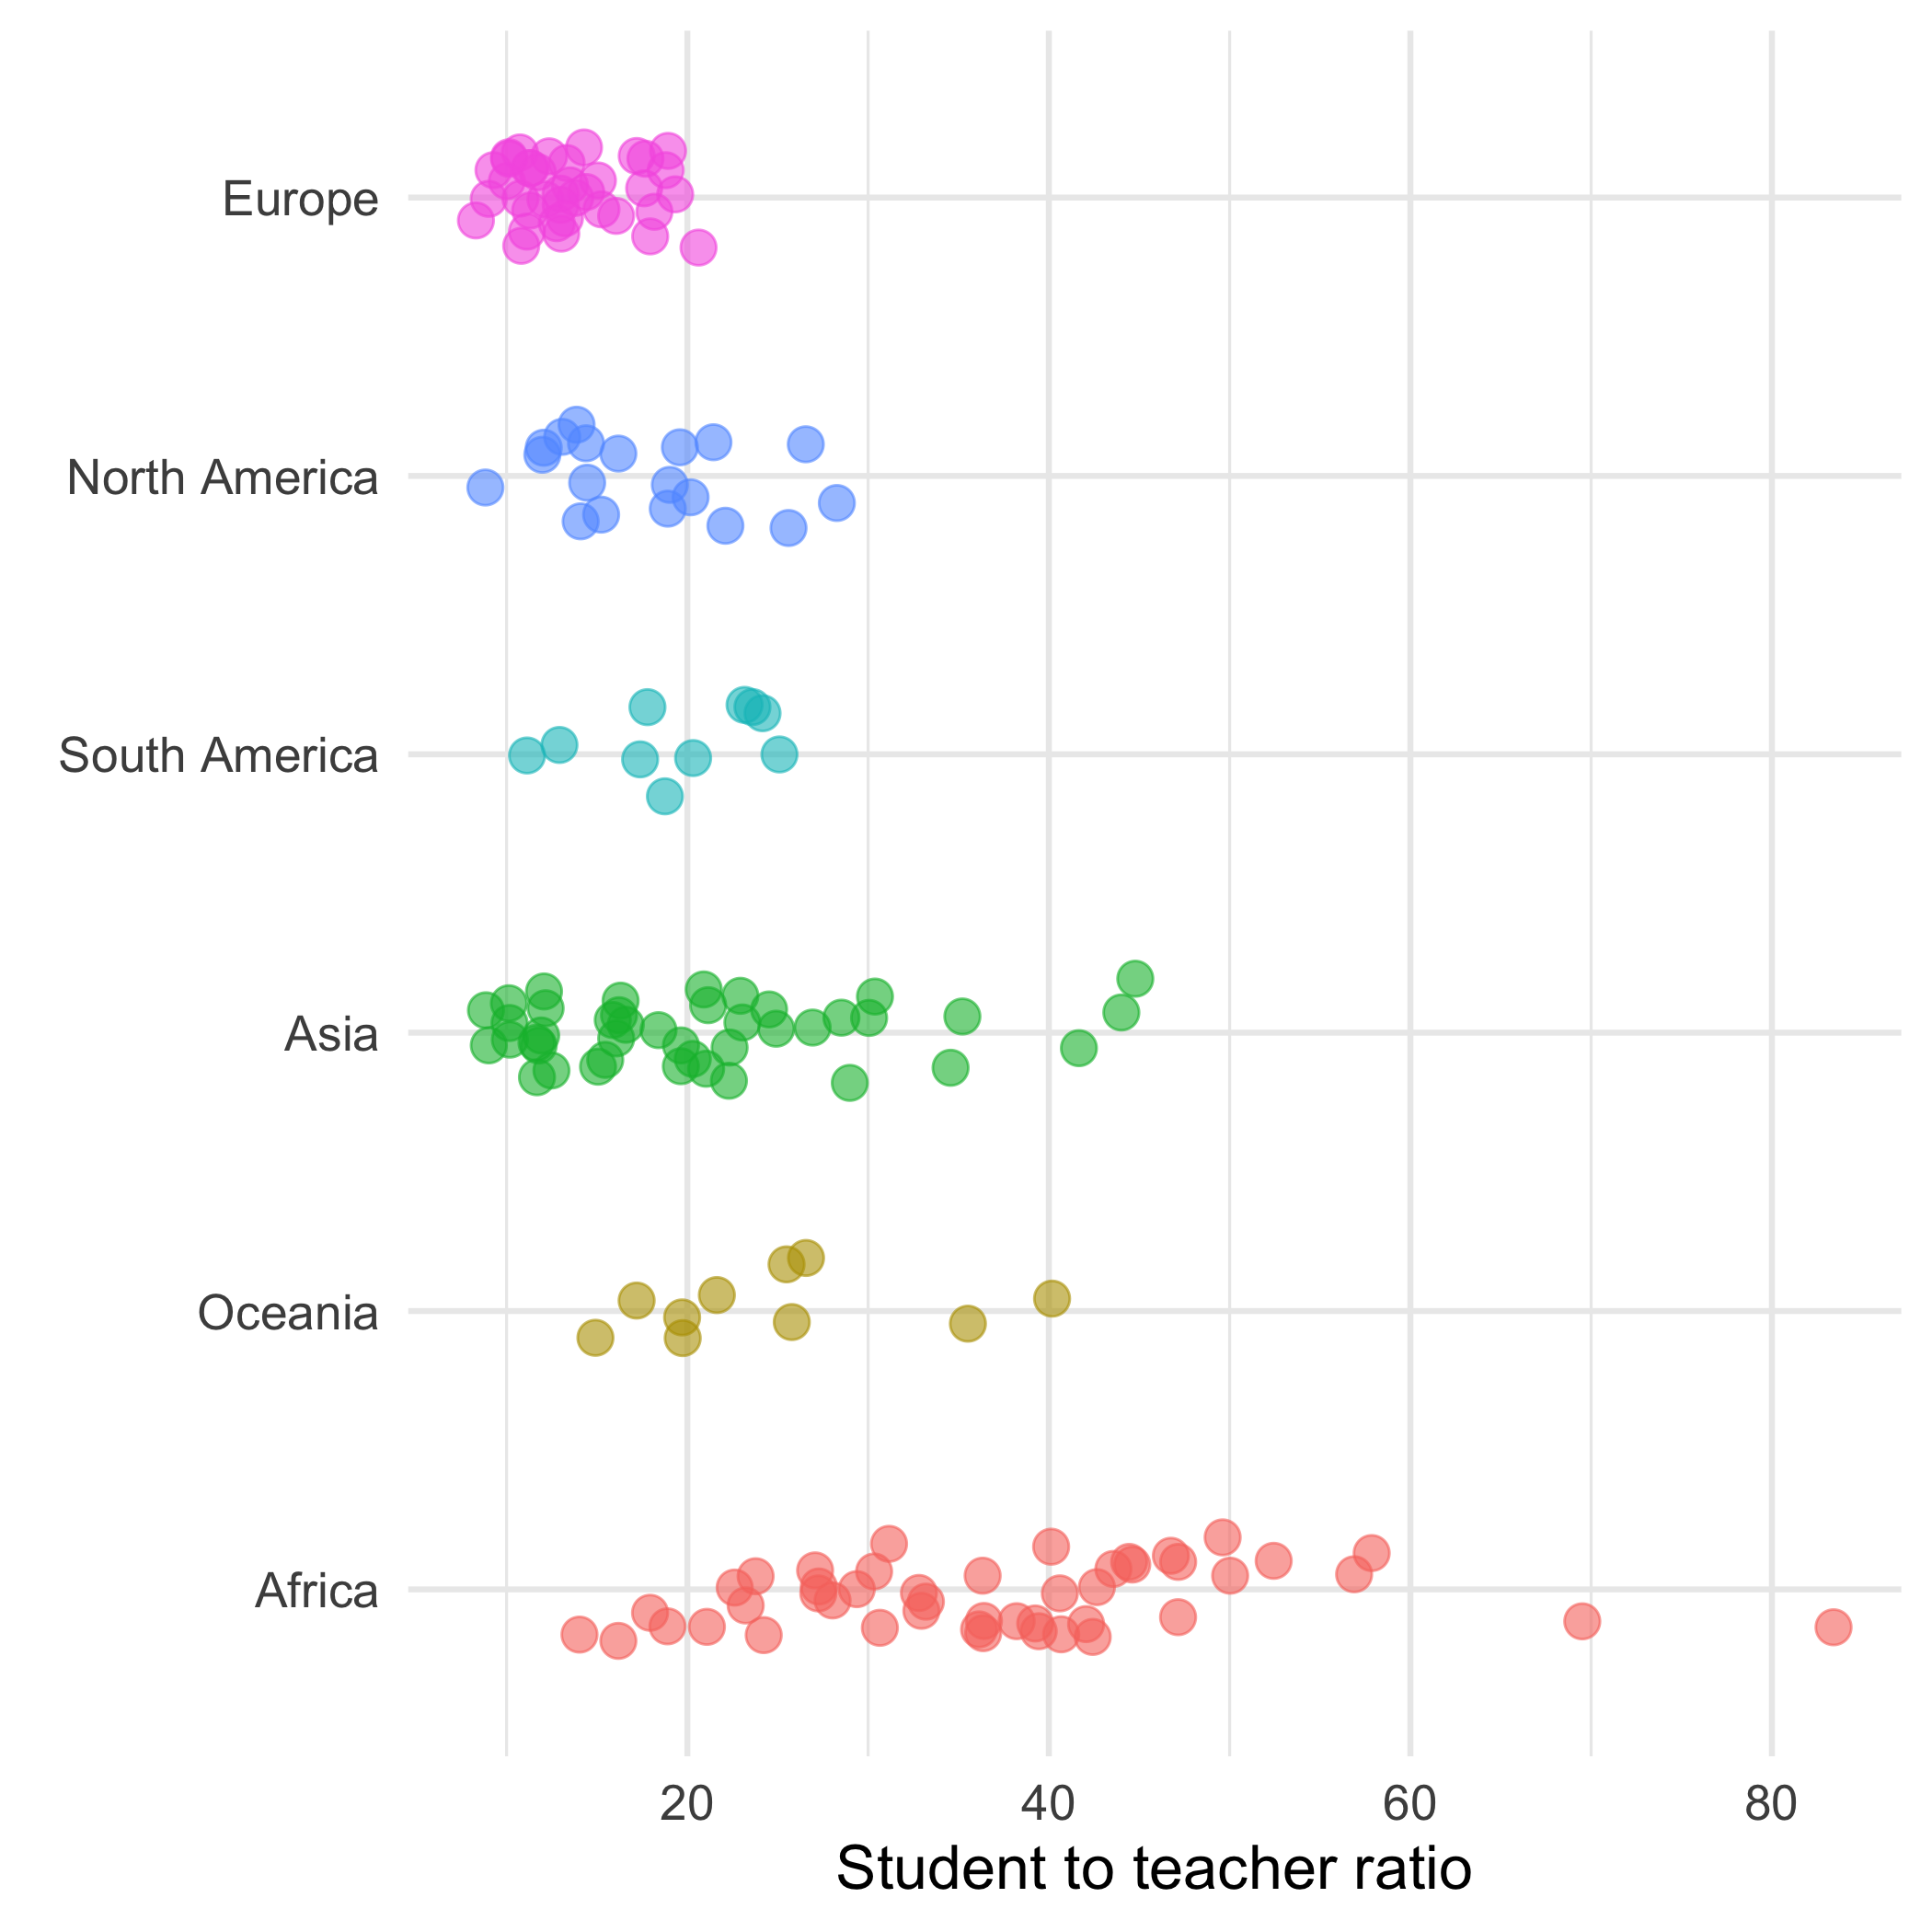 Europe
North America
South America
Asia
Oceania
Africa
20 40 60 80
Student to teacher ratio